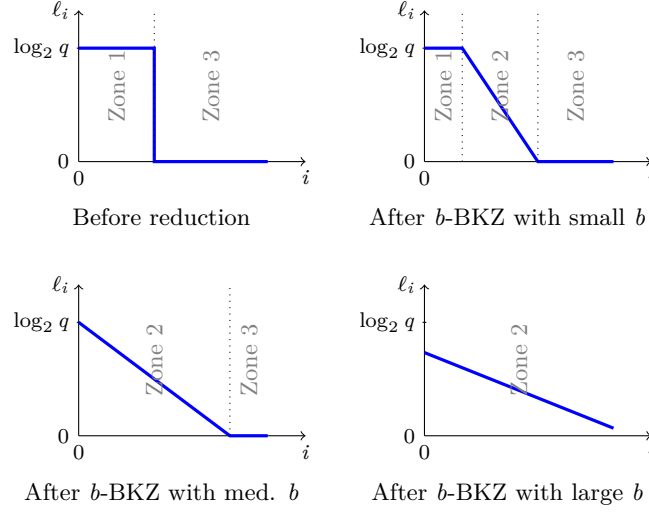 ℓᵢ
log₂ q
Zone 1
Zone 3
0
0
i
Before reduction
ℓᵢ
log₂ q
Zone 1
Zone 2
Zone 3
0
0
i
After b-BKZ with small b
ℓᵢ
log₂ q
Zone 2
Zone 3
0
0
i
After b-BKZ with med. b
ℓᵢ
log₂ q
Zone 2
0
0
i
After b-BKZ with large b